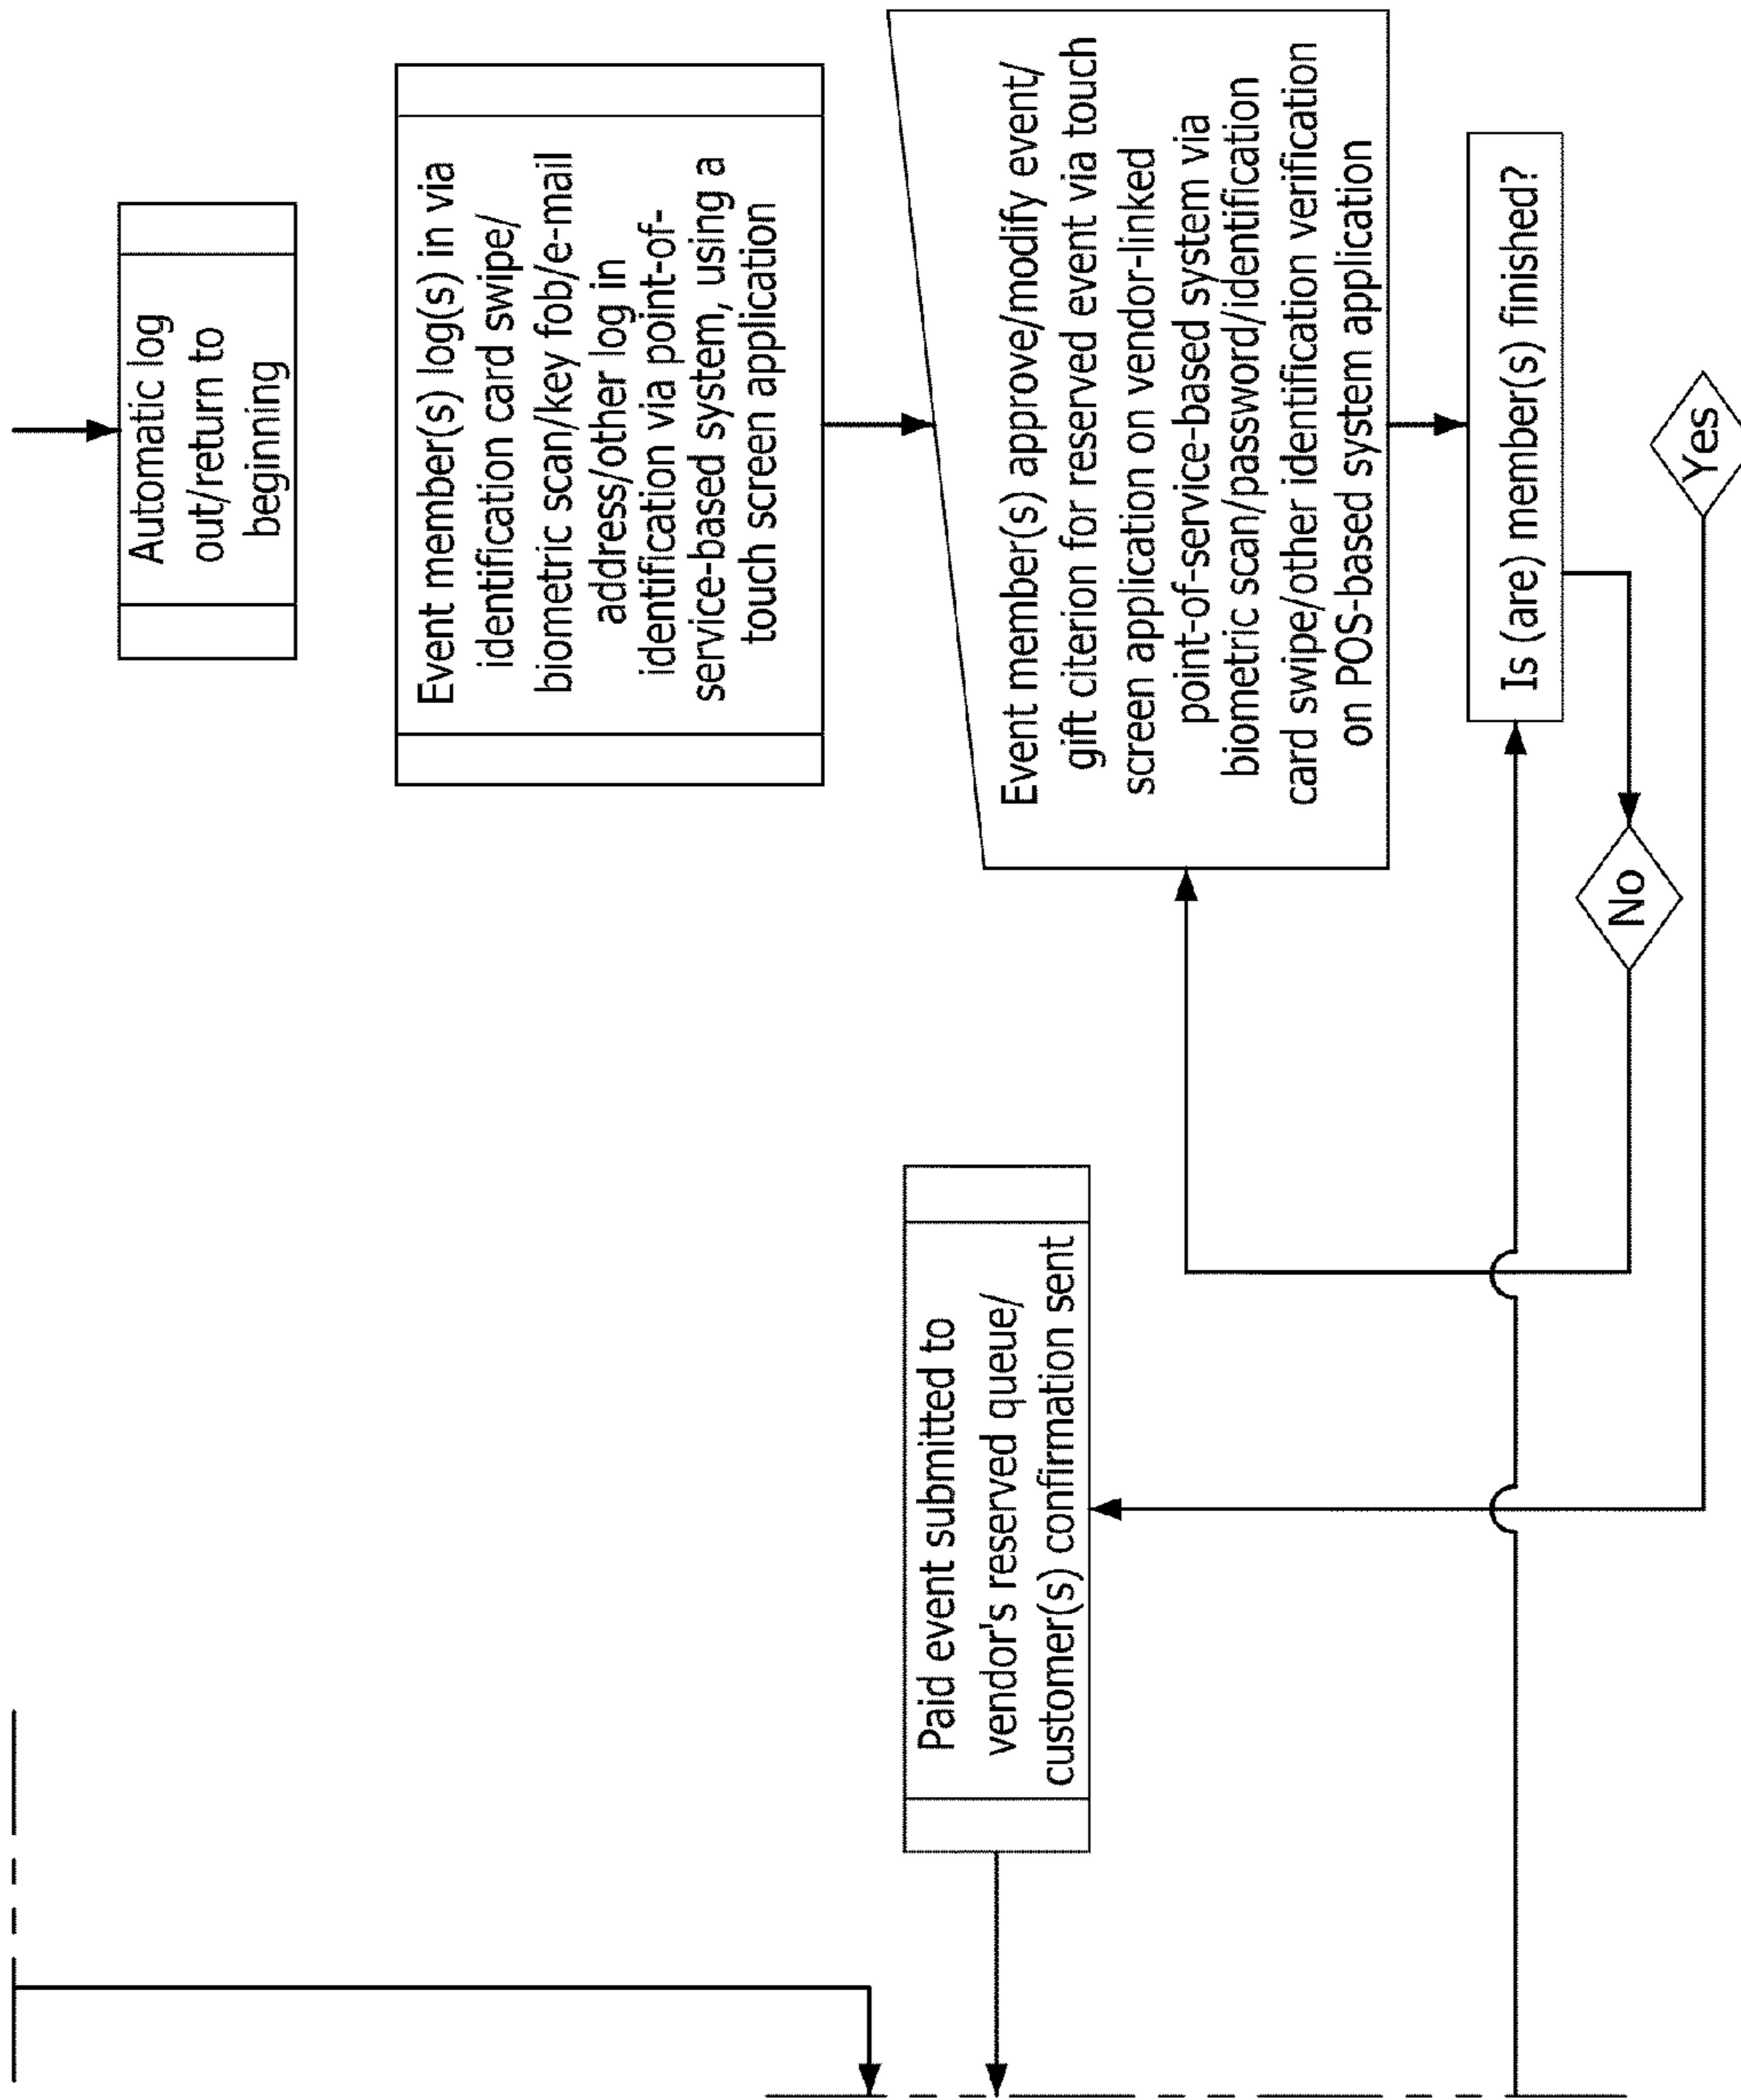 Automatic log
out/return to
beginning
Event member(s) log(s) in via
identification card swipe/
biometric scan/key fob/e-mail
address/other log in
identification via point-of-
service-based system, using a
touch screen application
Event member(s) approve/modify event/
gift citerion for reserved event via touch
screen application on vendor-linked
point-of-service-based system via
biometric scan/password/identification
card swipe/other identification verification
on POS-based system application
Is (are) member(s) finished?
No
Yes
Paid event submitted to
vendor's reserved queue/
customer(s) confirmation sent